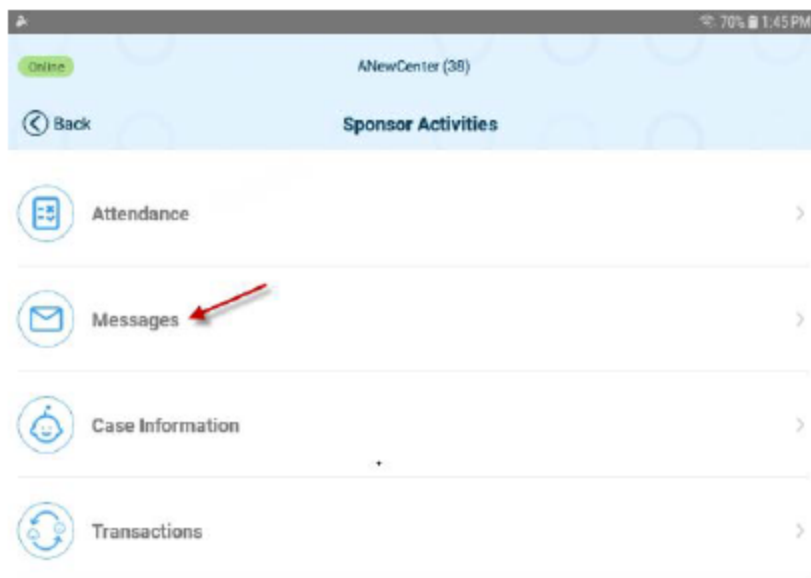 70% 1:45 PM
Online
ANewCenter (38)
Back
Sponsor Activities
Attendance
Messages
Case Information
Transactions